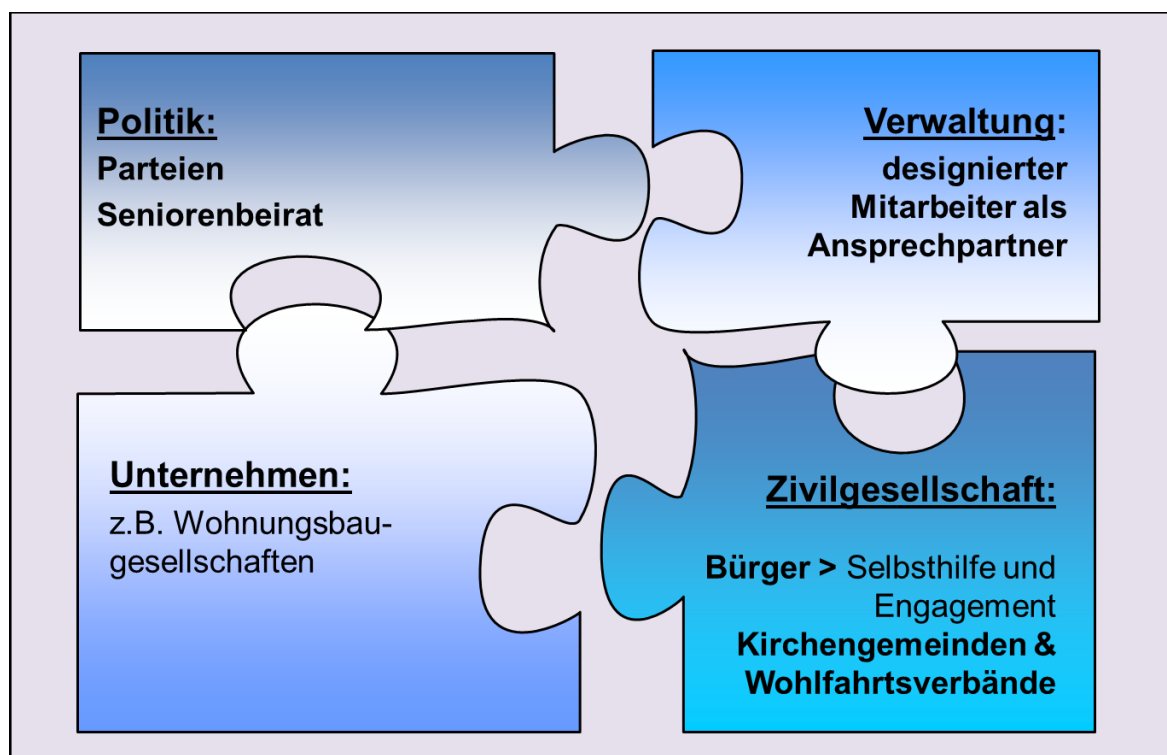 Politik:
Parteien
Seniorenbeirat
Verwaltung:
designierter
Mitarbeiter als
Ansprechpartner
Unternehmen:
z.B. Wohnungsbau-
gesellschaften
Zivilgesellschaft:
Bürger > Selbsthilfe und
Engagement
Kirchengemeinden &
Wohlfahrtsverbände